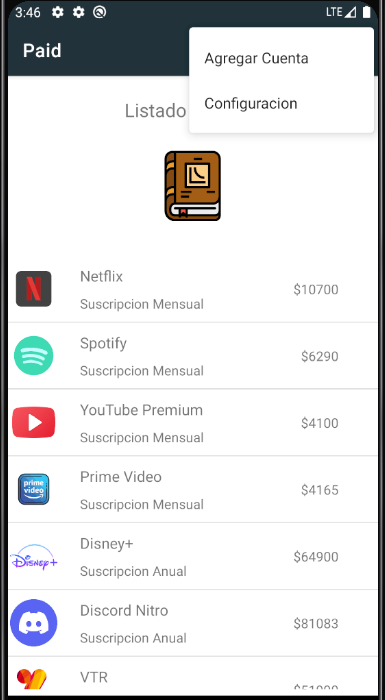 3:46
LTE
Paid
Agregar Cuenta
Configuracion
Listado
Netflix
Suscripcion Mensual
$10700
Spotify
Suscripcion Mensual
$6290
YouTube Premium
Suscripcion Mensual
$4100
prime video
Prime Video
Suscripcion Mensual
$4165
Disney+
Disney+
Suscripcion Anual
$64900
Discord Nitro
Suscripcion Anual
$81083
VTR